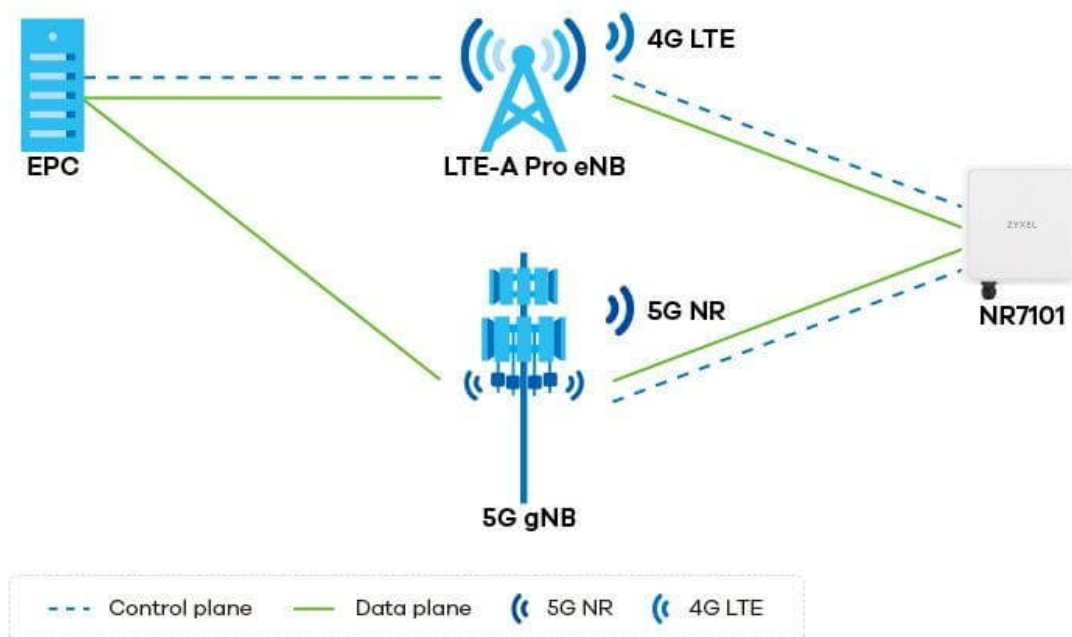 4G LTE
EPC
LTE-A Pro eNB
ZYXEL
NR7101
5G NR
5G gNB
Control plane
Data plane
5G NR
4G LTE